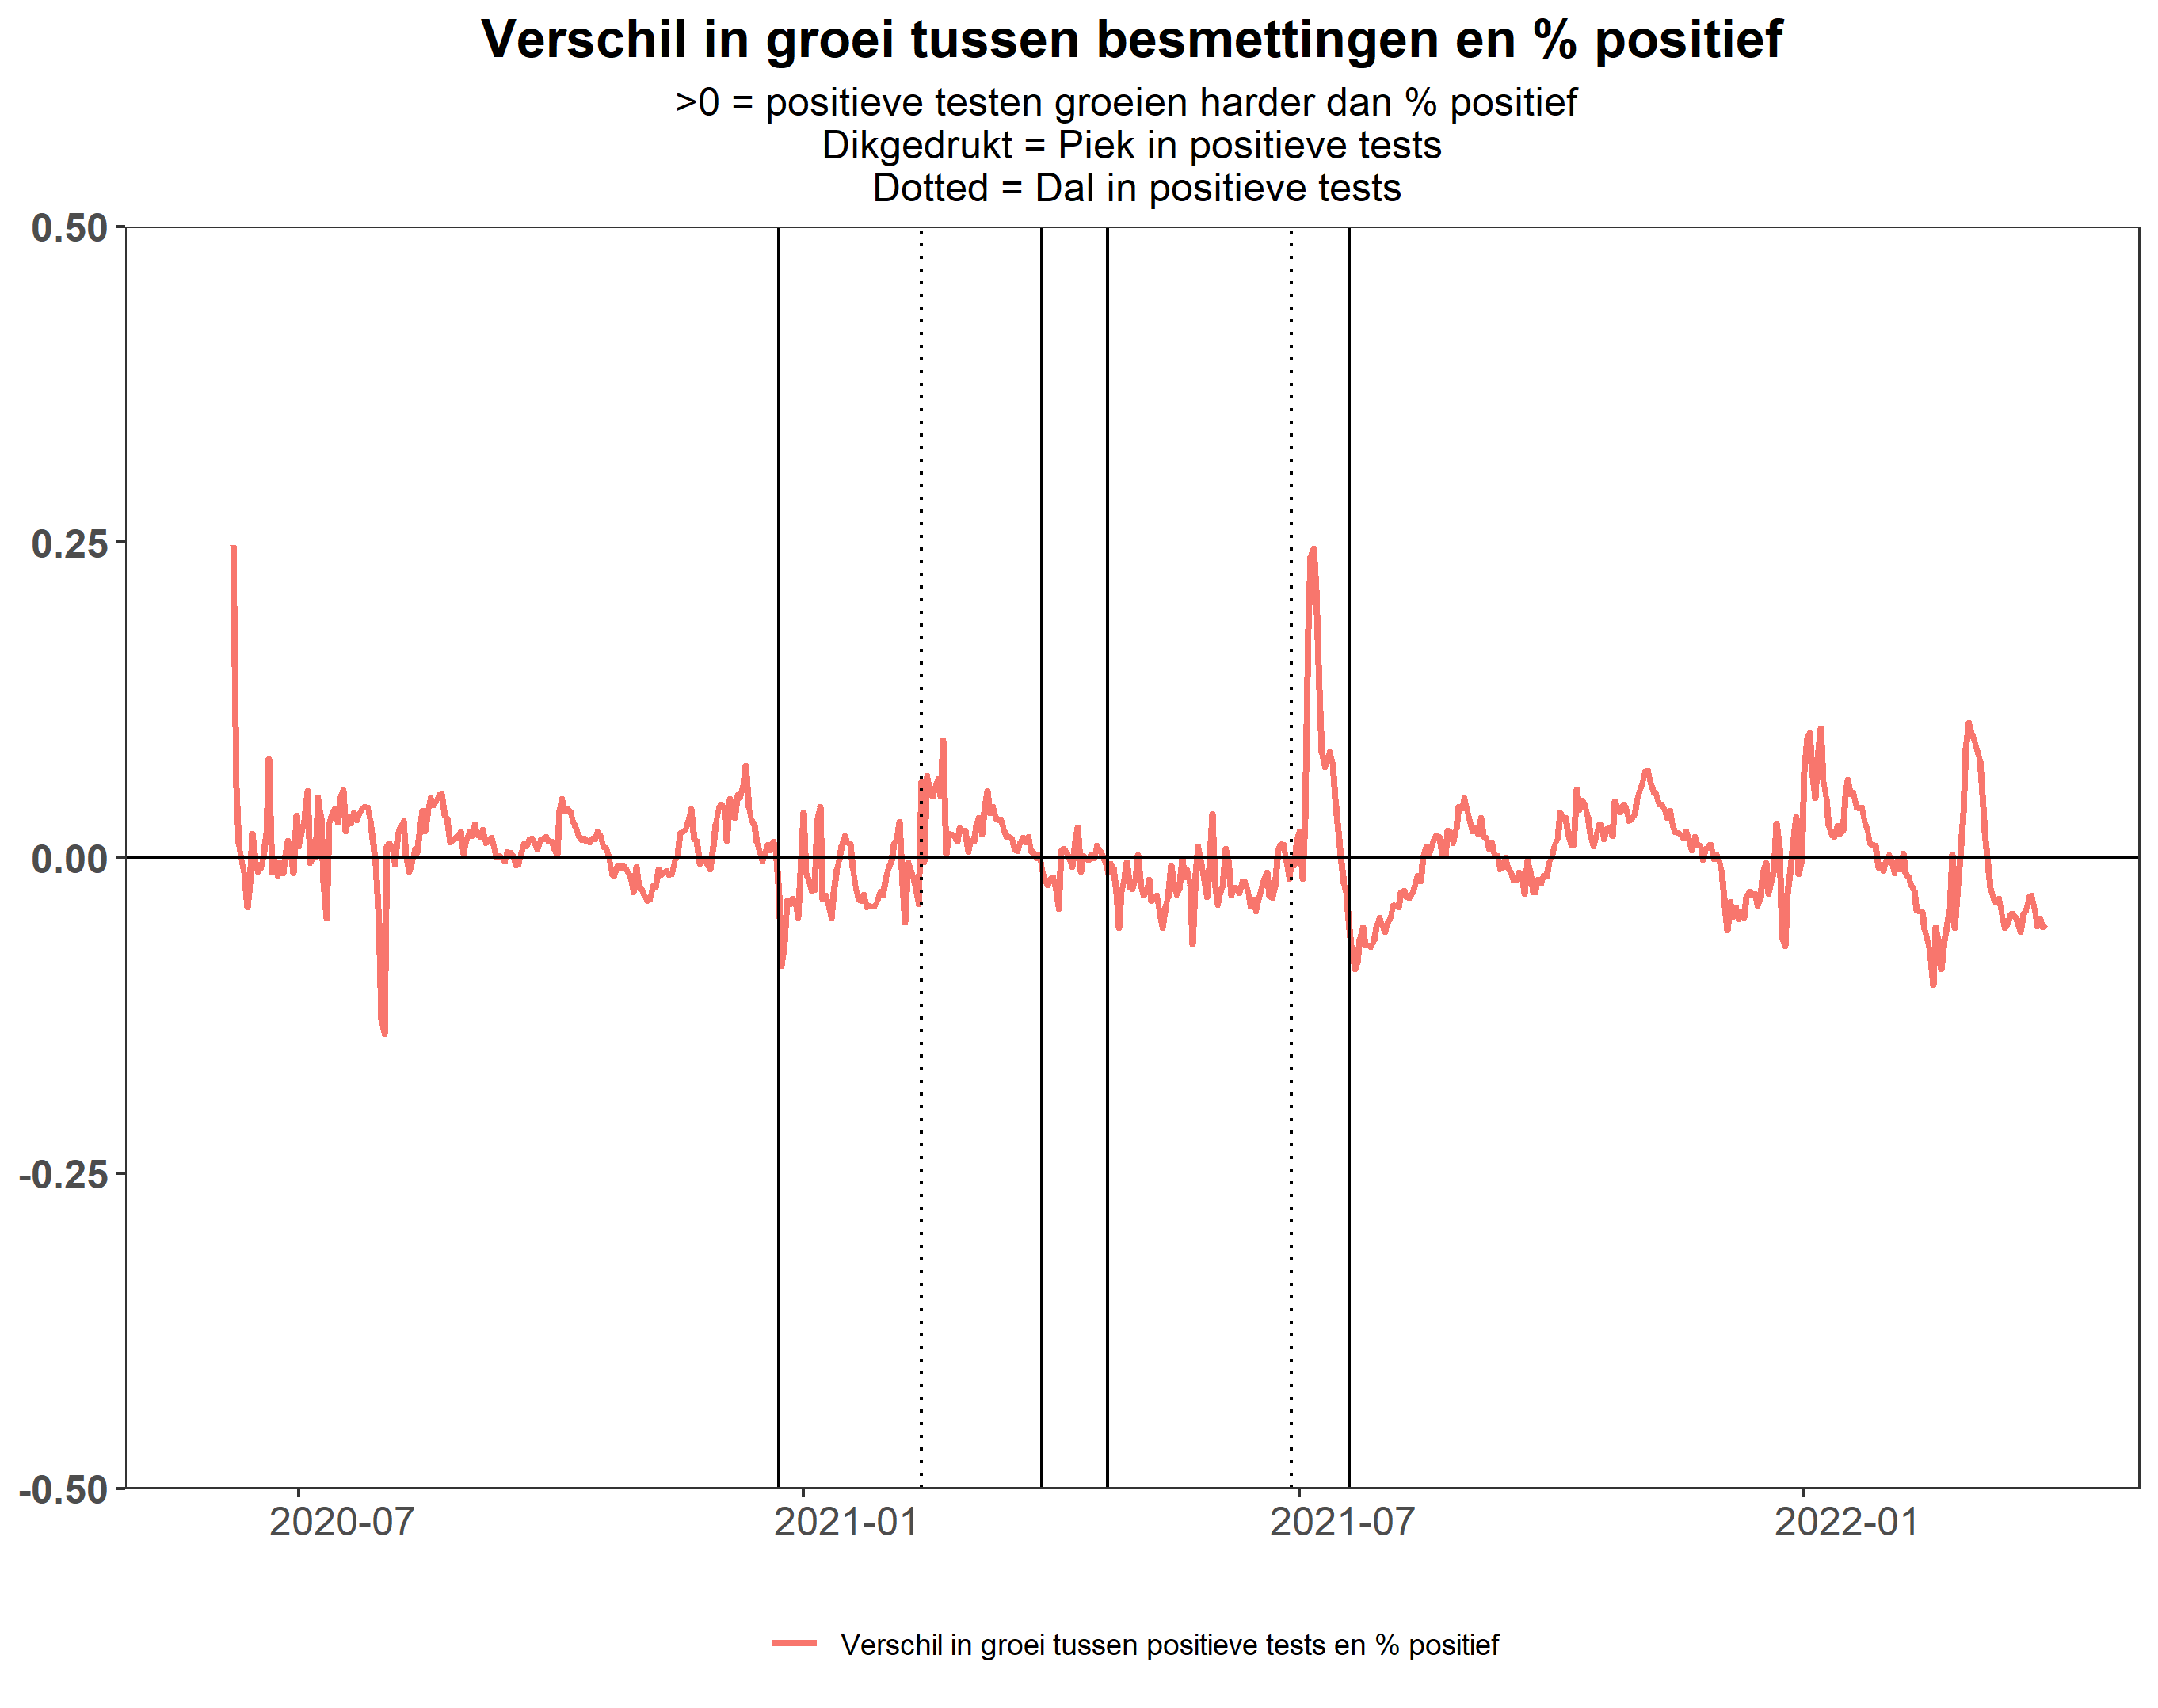 Verschil in groei tussen besmettingen en % positief
>0 = positieve testen groeien harder dan % positief
Dikgedrukt = Piek in positieve tests
Dotted = Dal in positieve tests
0.50
0.25
0.00
-0.25
-0.50
2020-07
2021-01
2021-07
2022-01
Verschil in groei tussen positieve tests en % positief